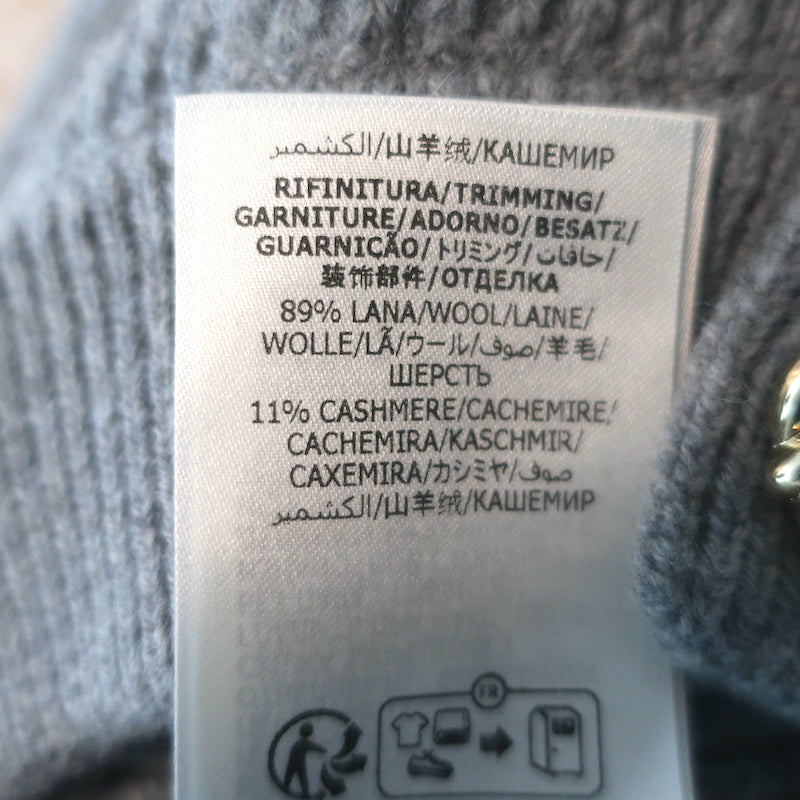 الكشمير/山羊绒/КАШЕМИР
RIFINITURA/TRIMMING/
GARNITURE/ADORNO/BESATZ/
GUARNIÇÃO/トリミング/حافات/
装饰部件/ОТДЕЛКА
89% LANA/WOOL/LAINE/
WOLLE/LÃ/ウール/صوف/羊毛/
ШЕРСТЬ
11% CASHMERE/CACHEMIRE/
CACHEMIRA/KASCHMIR/
CAXEMIRA/カシミヤ/صوف
الكشمير/山羊绒/КАШЕМИР
FR